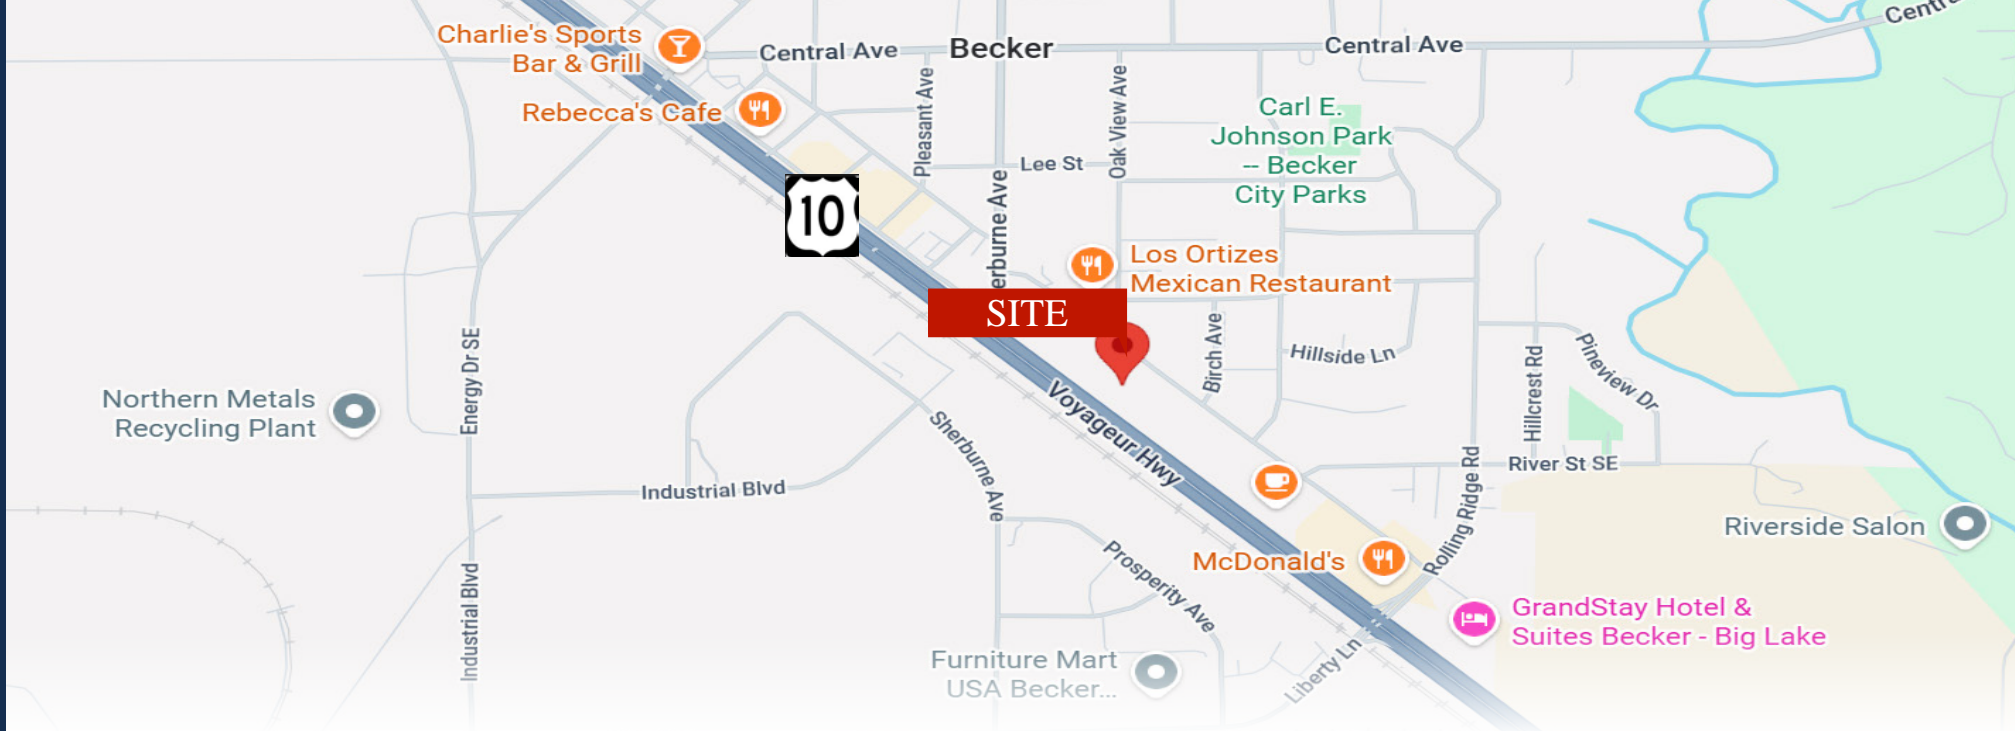 Charlie's Sports
Bar & Grill
Central Ave
Becker
Central Ave
Centra
Rebecca's Cafe
Pleasant Ave
Oak View Ave
Carl E.
Johnson Park
-- Becker
City Parks
Lee St
10
erburne Ave
Los Ortizes
Mexican Restaurant
SITE
Birch Ave
Hillside Ln
Hillcrest Rd
Pineview Dr
Energy Dr SE
Northern Metals
Recycling Plant
Voyageur Hwy
Sherburne Ave
Industrial Blvd
River St SE
Rolling Ridge Rd
Riverside Salon
McDonald's
Prosperity Ave
Industrial Blvd
GrandStay Hotel &
Suites Becker - Big Lake
Liberty Ln
Furniture Mart
USA Becker...